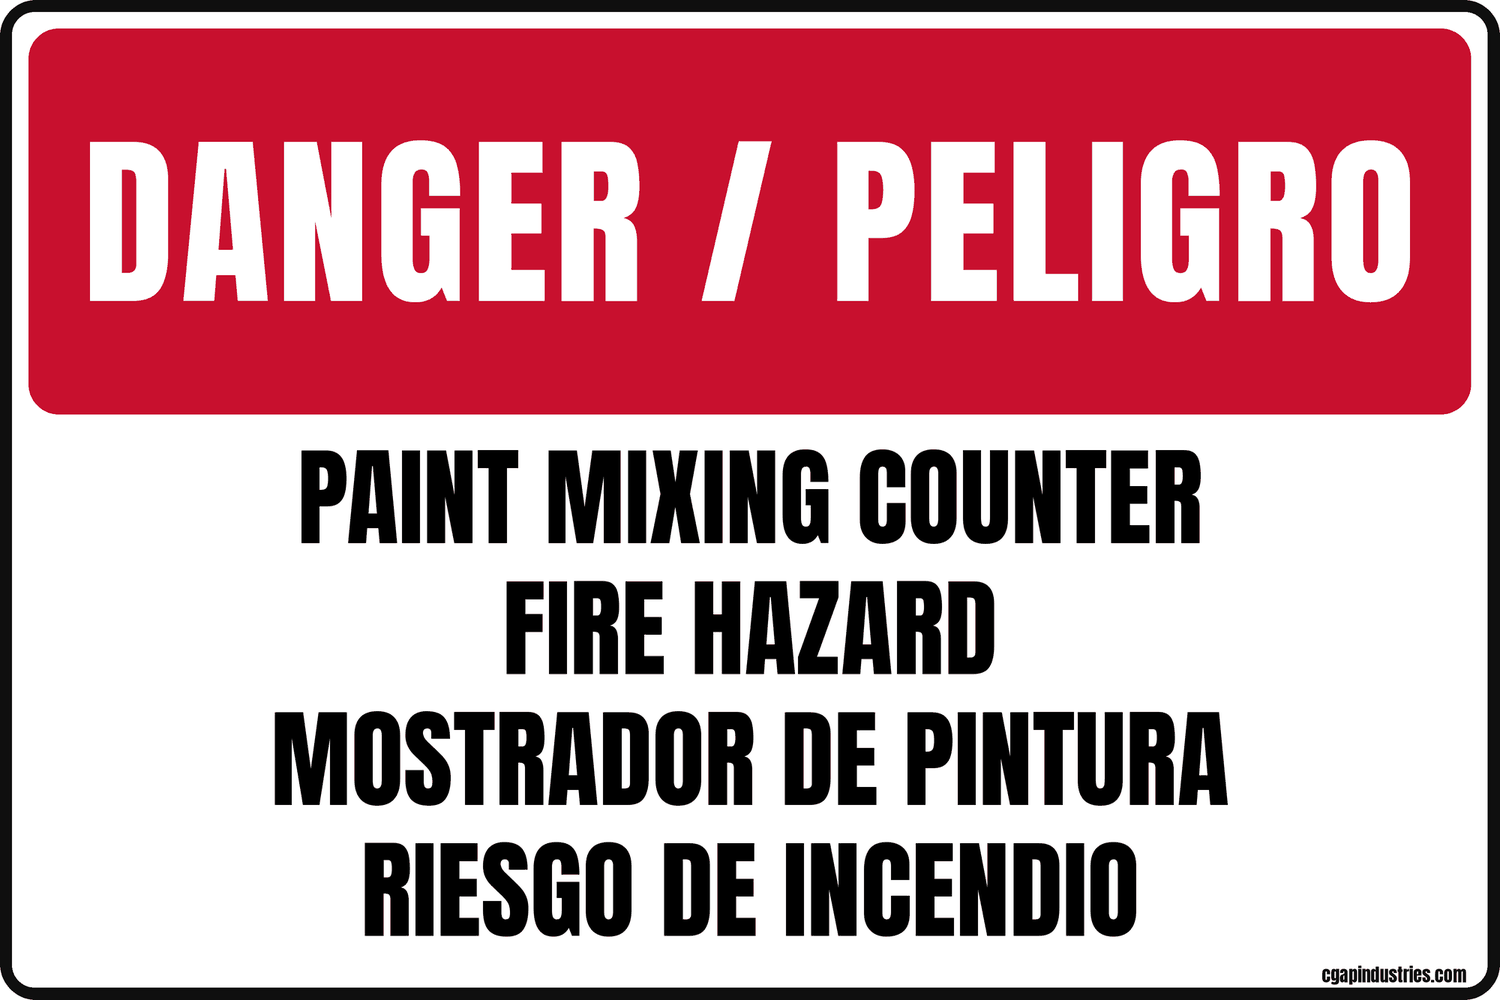 DANGER / PELIGRO
PAINT MIXING COUNTER
FIRE HAZARD
MOSTRADOR DE PINTURA
RIESGO DE INCENDIO
cgapindustries.com